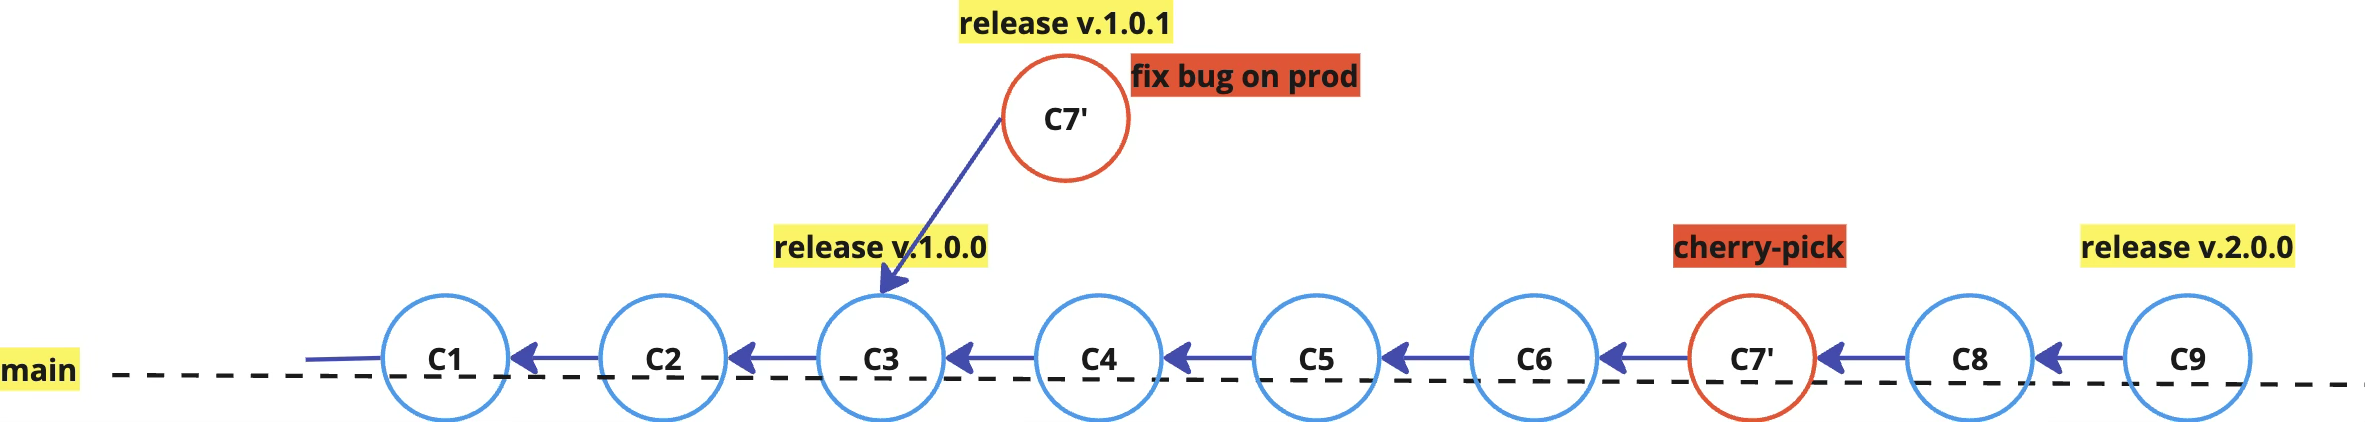 release v.1.0.1
fix bug on prod
C7'
release v.1.0.0
cherry-pick
release v.2.0.0
main
C1
C2
C3
C4
C5
C6
C7'
C8
C9